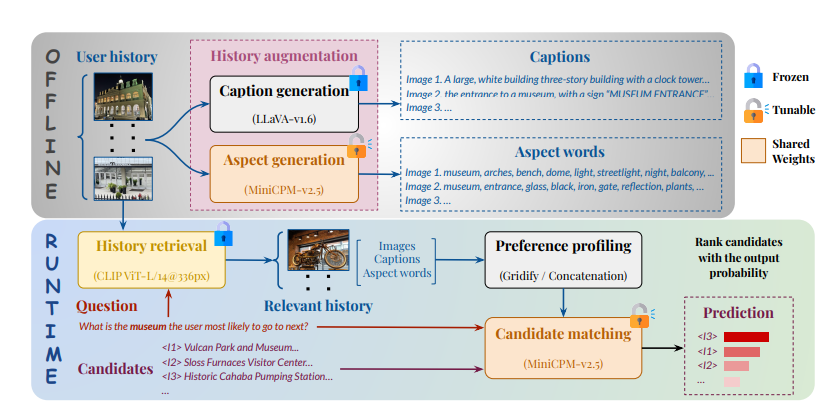 OFFLINE
User history
History augmentation
Caption generation
(LLaVA-v1.6)
Aspect generation
(MiniCPM-v2.5)
Captions
Image 1. A large, white building three-story building with a clock tower...
Image 2. the entrance to a museum, with a sign "MUSEUM ENTRANCE"
Image 3. ...
Aspect words
Image 1. museum, arches, bench, dome, light, streetlight, night, balcony, ...
Image 2. museum, entrance, glass, black, iron, gate, reflection, plants, ...
Image 3. ...
Frozen
Tunable
Shared
Weights
RUNTIME
History retrieval
(CLIP ViT-L/14@336px)
Images
Captions
Aspect words
Relevant history
Preference profiling
(Gridify / Concatenation)
Question
What is the museum the user most likely to go to next?
Candidates
<I1> Vulcan Park and Museum...
<I2> Sloss Furnaces Visitor Center...
<I3> Historic Cahaba Pumping Station...
...
Candidate matching
(MiniCPM-v2.5)
Rank candidates
with the output
probability
Prediction
<I3>
<I1>
<I2>
...